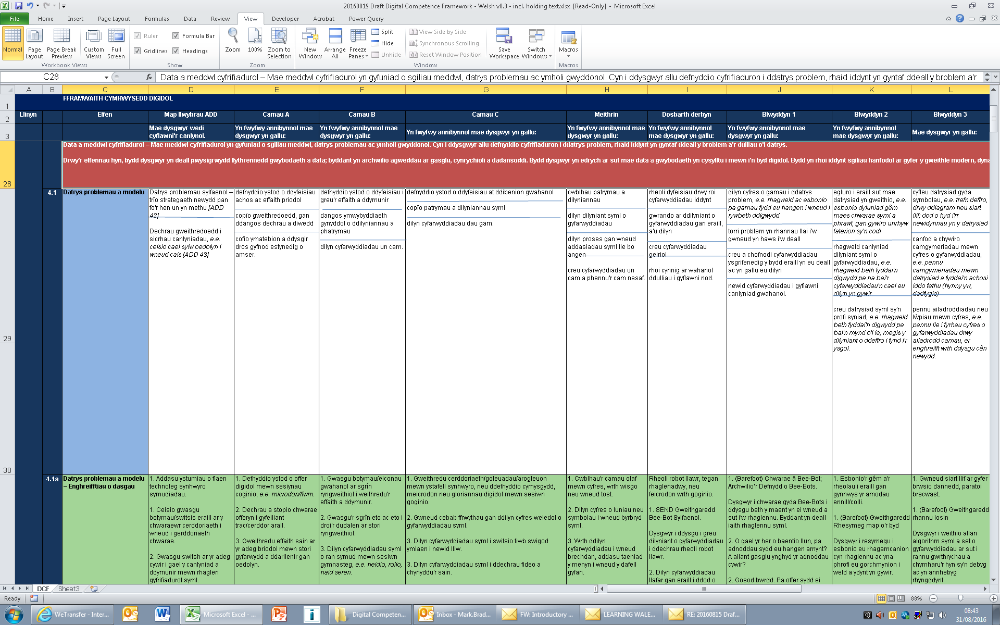 20160819 Draft Digital Competence Framework - Welsh v0.3 - incl. holding text.xlsx [Read-Only] - Microsoft Excel
File Home Insert Page Layout Formulas Data Review View Developer Acrobat Power Query
Normal
Page Layout
Page Break Preview
Custom Views
Full Screen
Workbook Views
Ruler
Formula Bar
Gridlines
Headings
Show
Zoom
100%
Zoom to Selection
Zoom
New Window
Arrange All
Freeze Panes
Split
Hide
Unhide
View Side by Side
Synchronous Scrolling
Reset Window Position
Window
Save Workspace
Switch Windows
Macros
Macros
C28
fx
Data a meddwl cyfrifiadurol – Mae meddwl cyfrifiadurol yn gyfuniad o sgiliau meddwl, datrys problemau ac ymholi gwyddonol. Cyn i ddysgwyr allu defnyddio cyfrifiaduron i ddatrys problem, rhaid iddynt yn gyntaf ddeall y broblem a'r
A B C D E F G H I J K L
1
FFRAMWAITH CYMHWYSEDD DIGIDOL
2
Llinyn Elfen Map llwybrau ADD Camau A Camau B Camau C Meithrin Dosbarth derbyn Blwyddyn 1 Blwyddyn 2 Blwyddyn 3
3
Mae dysgwyr wedi
cyflawni'r canlynol.
Yn fwyfwy annibynnol mae
dysgwyr yn gallu:
Yn fwyfwy annibynnol mae
dysgwyr yn gallu:
Yn fwyfwy annibynnol mae dysgwyr yn gallu:
Yn fwyfwy annibynnol mae
dysgwyr yn gallu:
Yn fwyfwy annibynnol
mae dysgwyr yn gallu:
Yn fwyfwy annibynnol mae
dysgwyr yn gallu:
Yn fwyfwy annibynnol
mae dysgwyr yn gallu:
Mae dysgwyr yn gallu:
28
Data a meddwl cyfrifiadurol – Mae meddwl cyfrifiadurol yn gyfuniad o sgiliau meddwl, datrys problemau ac ymholi gwyddonol. Cyn i ddysgwyr allu defnyddio cyfrifiaduron i ddatrys problem, rhaid iddynt yn gyntaf ddeall y broblem a'r dulliau o'i datrys.
Drwy'r elfennau hyn, bydd dysgwyr yn deall pwysigrwydd llythrennedd gwybodaeth a data; byddant yn archwilio agweddau ar gasglu, cynrychioli a dadansoddi. Bydd dysgwyr yn edrych ar sut mae data a gwybodaeth yn cysylltu i mewn i'n byd digidol. Bydd yn rhoi iddynt sgiliau hanfodol ar gyfer y gweithle modern, dyna
29
4.1
Datrys problemau a modelu
Datrys problemau sylfaenol –
trïo strategaeth newydd pan
fo'r hen un yn methu [ADD
42]
Dechrau gweithredoedd i
sicrhau canlyniadau, e.e.
ceisio cael sylw oedolyn i
wneud cais [ADD 43]
defnyddio ystod o ddyfeisiau
achos ac effaith priodol
copïo gweithredoedd, gan
ddangos dechrau a diwedd
cofio ymatebion a ddysgir
dros gyfnod estynedig o
amser.
defnyddio ystod o ddyfeisiau i
greu'r effaith a ddymunir
dangos ymwybyddiaeth
gynyddol o ddilyniannau a
phatrymau
dilyn cyfarwyddiadau un cam.
defnyddio ystod o ddyfeisiau at ddibenion gwahanol
copïo patrymau a dilyniannau syml
dilyn cyfarwyddiadau dau gam.
cwblhau patrymau a
dilyniannau
dilyn dilyniant syml o
gyfarwyddiadau
dilyn proses gan wneud
addasiadau syml lle bo
angen
creu cyfarwyddiadau un
cam a phennu'r cam nesaf.
rheoli dyfeisiau drwy roi
cyfarwyddiadau iddynt
gwrando ar ddilyniant o
gyfarwyddiadau gan eraill,
a'u dilyn
creu cyfarwyddiadau
geiriol
rhoi cynnig ar wahanol
ddulliau i gyflawni nod.
dilyn cyfres o gamau i ddatrys
problem, e.e. rhagweld ac esbonio
pa gamau fydd eu hangen i wneud i
rywbeth ddigwydd
torri problem yn rhannau llai i'w
gwneud yn haws i'w deall
creu a chofnodi cyfarwyddiadau
ysgrifenedig y bydd eraill yn eu deall
ac yn gallu eu dilyn
newid cyfarwyddiadau i gyflawni
canlyniad gwahanol.
egluro i eraill sut mae
datrysiad yn gweithio, e.e.
esbonio dyluniad gêm
maes chwarae syml a
phrawf, gan gywiro unrhyw
faterion sy'n codi
rhagweld canlyniad
dilyniant syml o
gyfarwyddiadau, e.e.
rhagweld beth fyddai'n
digwydd pe na bai'r
cyfarwyddiadau'n cael eu
dilyn yn gywir
creu datrysiad syml sy'n
profi syniad, e.e. rhagweld
beth fyddai'n digwydd pe
bai'n mynd o'i le, megis y
dilyniant o ddeffro i fynd i'r
ysgol.
cyfleu datrysiad gyda
symbolau, e.e. trefn deffro,
drwy ddiagram neu siart
llif; dod o hyd i'r
newidynnau yn y datrysiad
canfod a chywiro
camgymeriadau mewn
cyfres o gyfarwyddiadau,
e.e. pennu
camgymeriadau mewn
datrysiad a fyddai'n achosi
iddo fethu (hynny yw,
dadfygio)
pennu ailadroddiadau neu
lŵpiau mewn cyfres, e.e.
pennu lle i fyrhau cyfres o
gyfarwyddiadau drwy
ailadrodd camau, er
enghraifft wrth ddysgu cân
newydd.
30
4.1a
Datrys problemau a modelu
– Enghreifftiau o dasgau
1. Addasu ystumiau o flaen
technoleg synhwyro
symudiadau.
1. Ceisio gwasgu
botymau/switsis eraill ar y
chwaraewr cerddoriaeth i
wneud i gerddoriaeth
chwarae.
2. Gwasgu switsh ar yr adeg
cywir i gael y canlyniad a
ddymunir mewn rhaglen
gyfrifiadurol syml.
1. Defnyddio ystod o offer
digidol mewn sesiynau
coginio, e.e. microdon/ffwrn.
2. Dechrau a stopio chwarae
offeryn i gyfeiliant
trac/cerddor arall.
3. Gweithredu effaith sain ar
yr adeg briodol mewn stori
gyfarwydd a ddarllenir gan
oedolyn.
1. Gwasgu botymau/eiconau
gwahanol ar sgrîn
ryngweithiol i weithredu'r
effaith a ddymunir.
2. Gwasgu'r sgrîn eto ac eto i
droi'r dudalen ar stori
ryngweithiol.
3. Dilyn cyfarwyddiadau syml
o ran symud mewn sesiwn
gymnasteg, e.e. neidio, rolio,
naid seren.
1. Gweithredu cerddoriaeth/goleuadau/arogleuon
mewn ystafell synhwyro, neu ddefnyddio cymysgydd,
meicrodon neu gloriannau digidol mewn sesiwn
goginio.
2. Gwneud cebab ffrwythau gan ddilyn cyfres weledol o
gyfarwyddiadau syml.
3. Dilyn cyfarwyddiadau syml i switsio tiwb swigod
ymlaen i newid lliw.
3. Dilyn cyfarwyddiadau syml i ddechrau fideo a
chynyddu'r sain.
1. Cwblhau'r camau olaf
mewn cyfres, wrth wisgo
neu wneud tost.
2. Dilyn cyfres o luniau neu
symbolau i wneud byrbryd
syml.
3. Wrth ddilyn
cyfarwyddiadau i wneud
brechdan, addasu taeniad
y menyn i wneud y dafell
gyfan.
Rheoli robot llawr, tegan
rhaglenadwy, neu
feicrodon wrth goginio.
1. SEND Gweithgaredd
Bee-Bot Sylfaenol.
Dysgwyr i ddysgu i greu
dilyniant o gyfarwyddiadau
i ddechrau rheoli robot
llawr.
2. Dilyn cyfarwyddiadau
llafar gan eraill i ddod o
1. (Barefoot) Chwarae â Bee-Bot;
Archwilio'r Defnydd o Bee-Bots.
Dysgwyr i chwarae gyda Bee-Bots i
ddysgu beth y maent yn ei wneud a
sut i'w rhaglennu. Byddant yn deall
iaith rhaglennu syml.
2. O gael yr her o baentio llun, pa
adnoddau sydd eu hangen arnynt?
A allant gasglu ynghyd yr adnoddau
cywir?
2. Gosod bwrdd. Pa offer sydd ei
1. Esbonio'r gêm a'r
rheolau i eraill gan
gynnwys yr amodau
ennill/colli.
1. (Barefoot) Gweithgaredd
Rhesymeg map o'r byd
Dysgwyr i resymegu i
esbonio eu rhagamcanion
cyn rhaglennu ac yna
phrofi eu gorchmynion i
weld a ydynt yn gywir.
1. Gwneud siart llif ar gyfer
brwsio dannedd, paratoi
brecwast.
1. (Barefoot) Gweithgaredd
rhannu losin
Dysgwyr i weithio allan
algorithm syml a set o
gyfarwyddiadau ar sut i
rannu gwrthrychau a
chymharu'r hyn sy'n debyg
ac yn annhebyg
rhyngddynt.
DCF Sheet3
Ready
88%
WeTransfer - Inter...
Microsoft Excel - ...
Digital Competen...
Inbox - Mark.Brad...
FW: Introductory ...
LEARNING WALE...
RE: 20160815 Draf...
08:43
31/08/2016